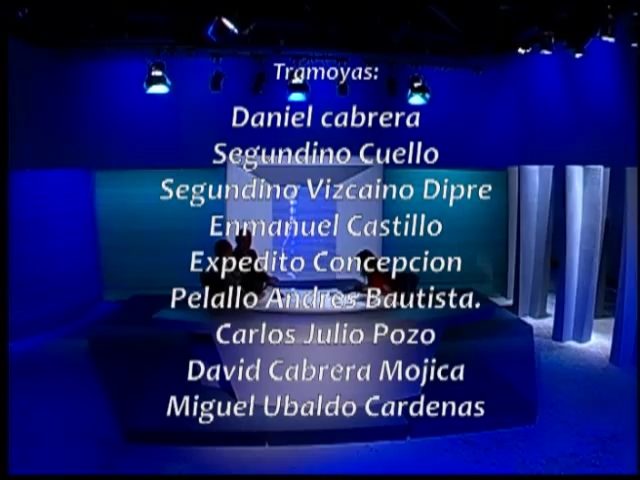 Tramoyas:
Daniel cabrera
Segundino Cuello
Segundino Vizcaino Dipre
Enmanuel Castillo
Expedito Concepcion
Pelallo Andres Bautista.
Carlos Julio Pozo
David Cabrera Mojica
Miguel Ubaldo Cardenas